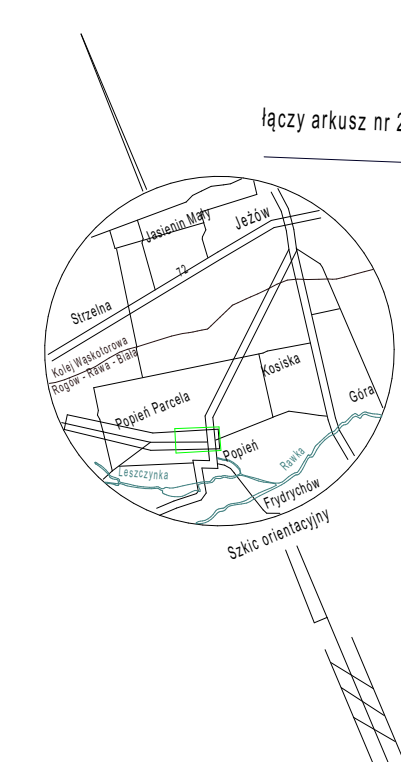 łączy arkusz nr 2
Jasienin Mały
Jeżów
72
Strzelna
Kolej Wąskotorowa
Rogów - Rawa - Biała
Kosiska
Popień Parcela
Góra
Popień
Rawka
Leszczynka
Frydrychów
Szkic orientacyjny